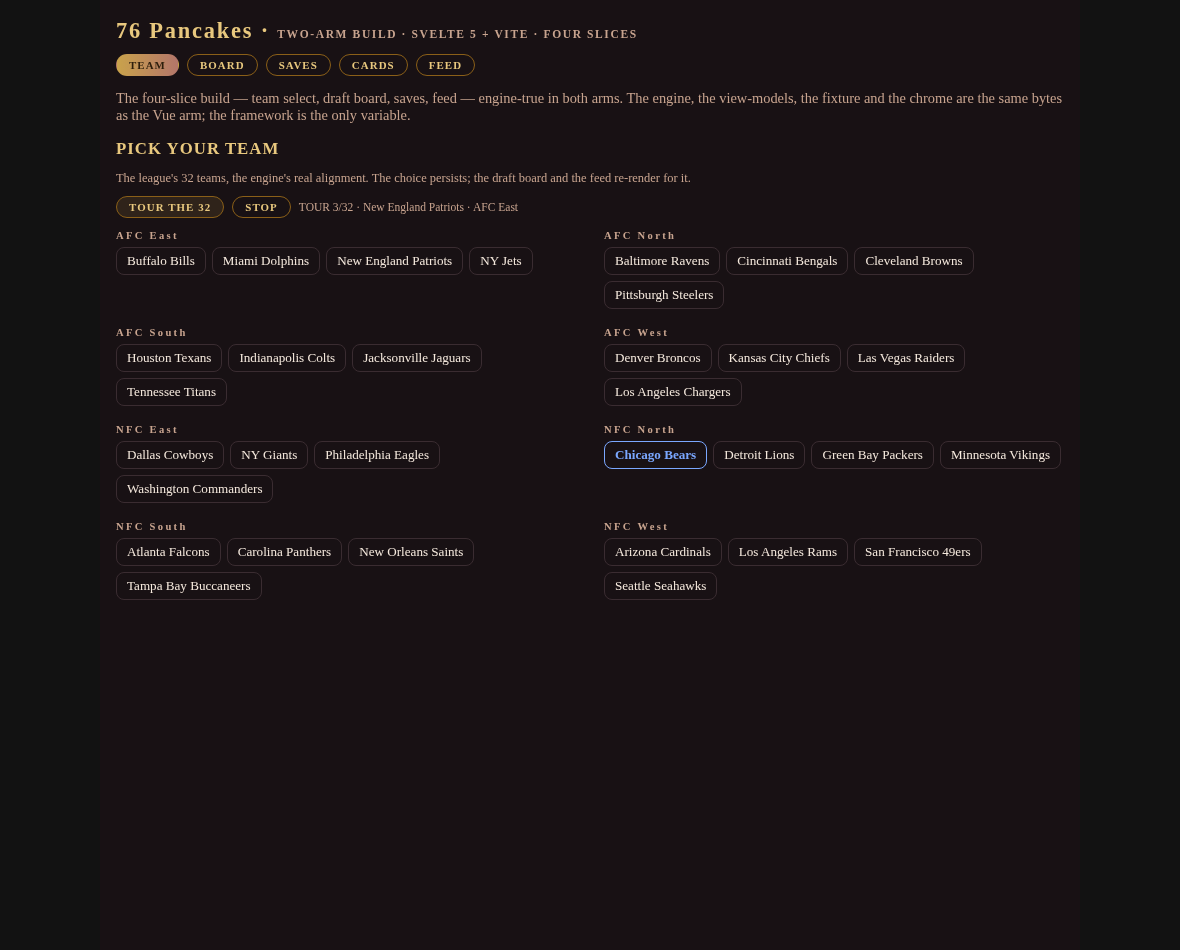 76 Pancakes · TWO-ARM BUILD · SVELTE 5 + VITE · FOUR SLICES
TEAM BOARD SAVES CARDS FEED
The four-slice build — team select, draft board, saves, feed — engine-true in both arms. The engine, the view-models, the fixture and the chrome are the same bytes
as the Vue arm; the framework is the only variable.
PICK YOUR TEAM
The league's 32 teams, the engine's real alignment. The choice persists; the draft board and the feed re-render for it.
TOUR THE 32 STOP TOUR 3/32 · New England Patriots · AFC East
AFC East
Buffalo Bills Miami Dolphins New England Patriots NY Jets
AFC North
Baltimore Ravens Cincinnati Bengals Cleveland Browns
Pittsburgh Steelers
AFC South
Houston Texans Indianapolis Colts Jacksonville Jaguars
Tennessee Titans
AFC West
Denver Broncos Kansas City Chiefs Las Vegas Raiders
Los Angeles Chargers
NFC East
Dallas Cowboys NY Giants Philadelphia Eagles
Washington Commanders
NFC North
Chicago Bears Detroit Lions Green Bay Packers Minnesota Vikings
NFC South
Atlanta Falcons Carolina Panthers New Orleans Saints
Tampa Bay Buccaneers
NFC West
Arizona Cardinals Los Angeles Rams San Francisco 49ers
Seattle Seahawks